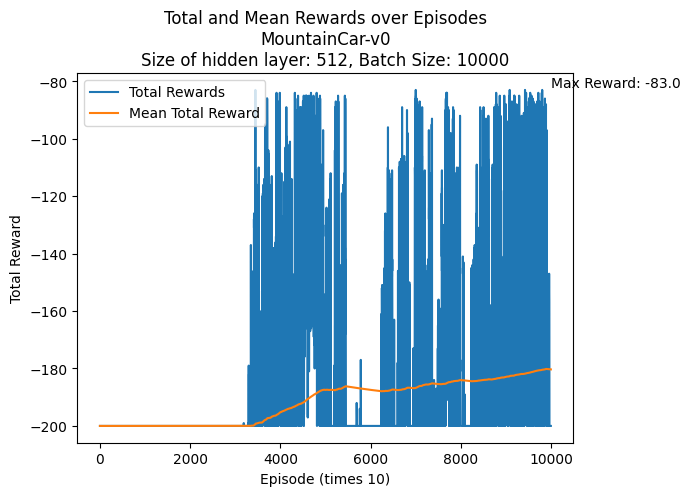 Total and Mean Rewards over Episodes
MountainCar-v0
Size of hidden layer: 512, Batch Size: 10000
Total Rewards
Mean Total Reward
Max Reward: -83.0
Total Reward
−80
−100
−120
−140
−160
−180
−200
0 2000 4000 6000 8000 10000
Episode (times 10)